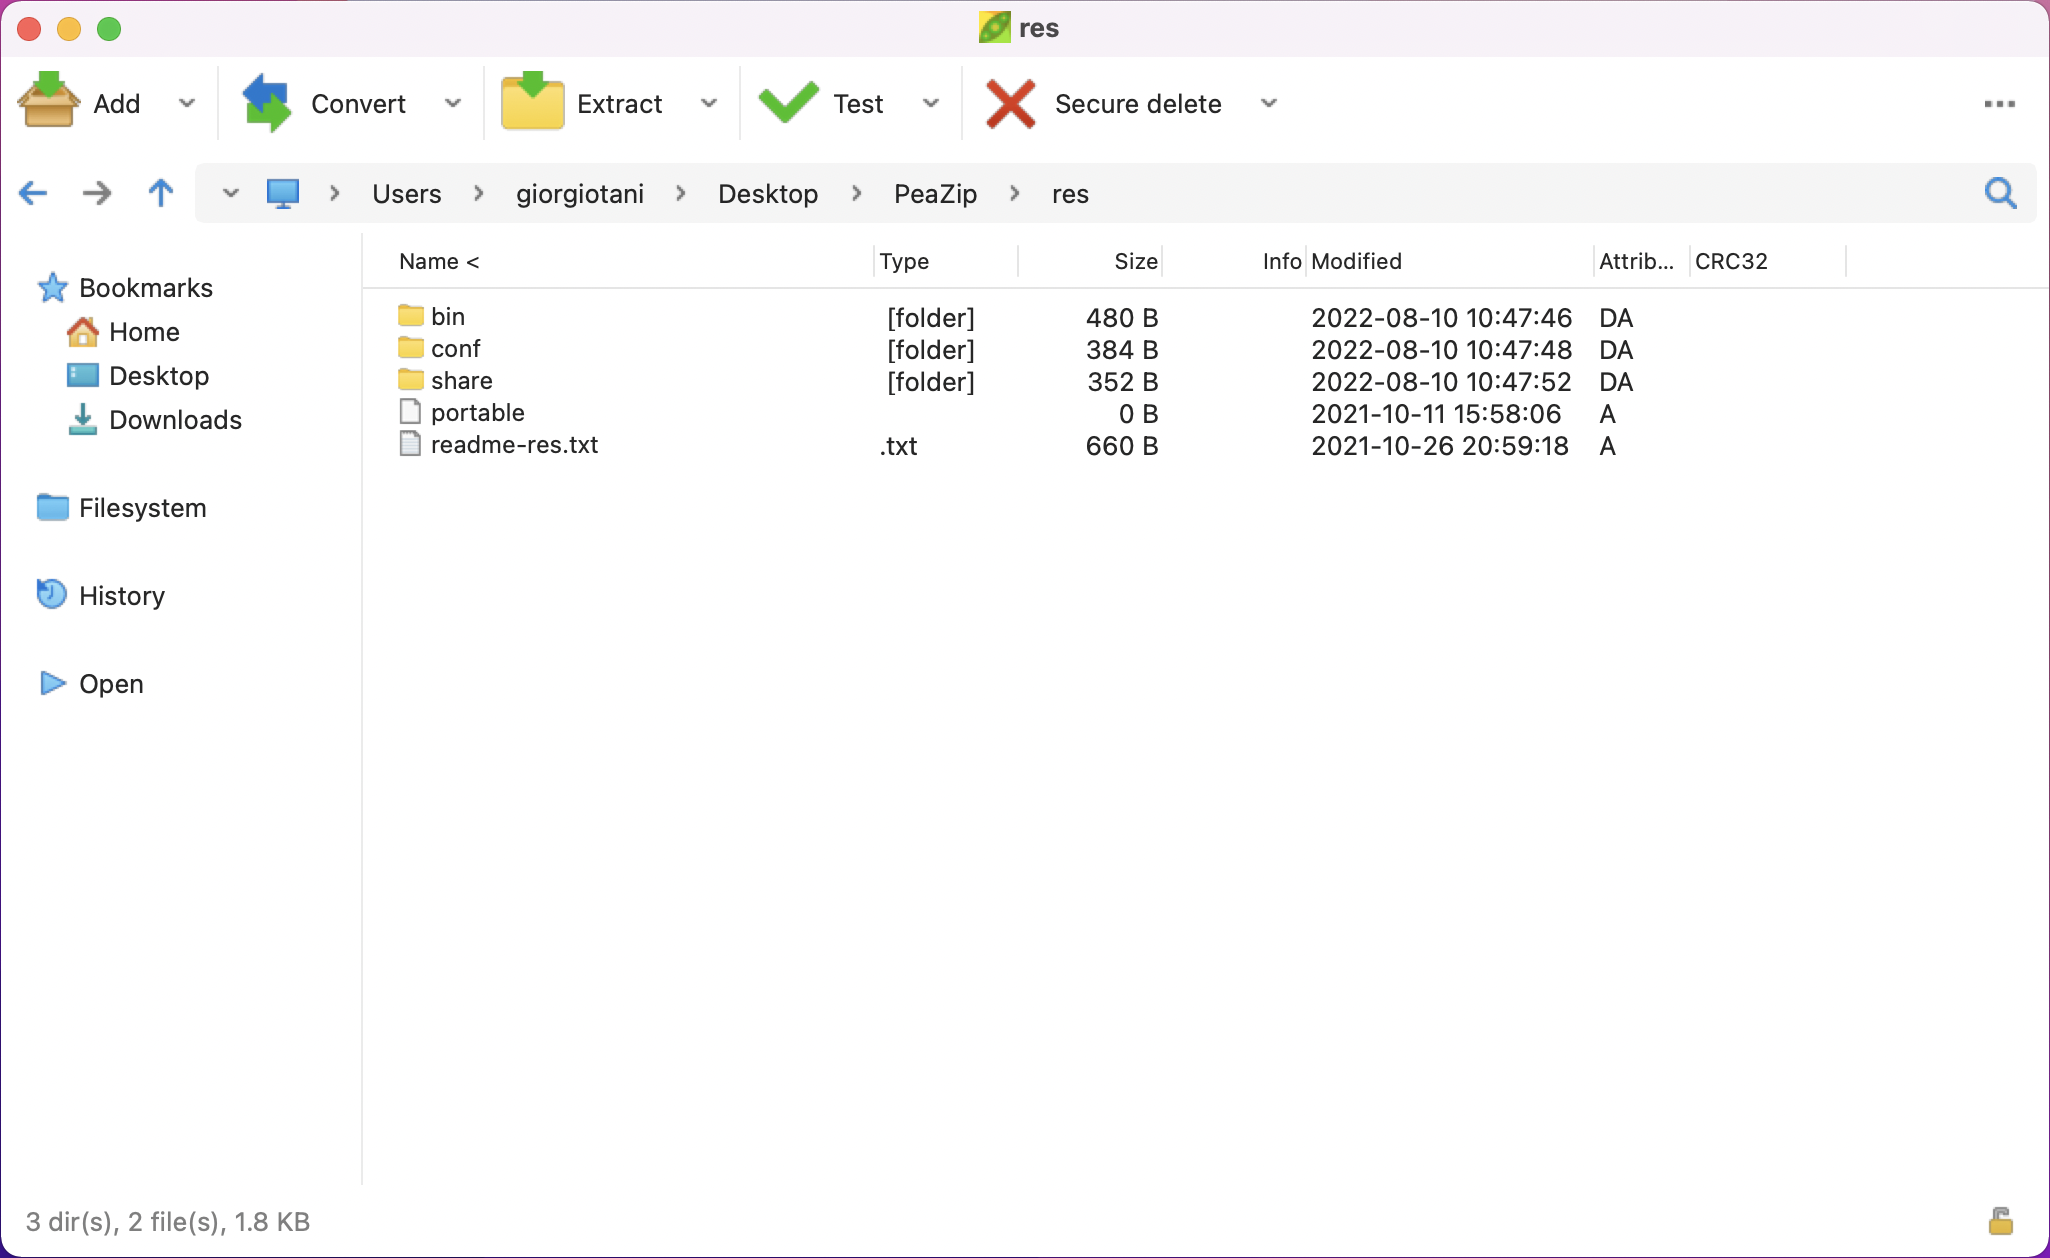 res
Add Convert Extract Test Secure delete
Users > giorgiotani > Desktop > PeaZip > res
Name < Type Size Info Modified Attrib... CRC32
Bookmarks
Home
Desktop
Downloads
Filesystem
History
Open
bin [folder] 480 B 2022-08-10 10:47:46 DA
conf [folder] 384 B 2022-08-10 10:47:48 DA
share [folder] 352 B 2022-08-10 10:47:52 DA
portable 0 B 2021-10-11 15:58:06 A
readme-res.txt .txt 660 B 2021-10-26 20:59:18 A
3 dir(s), 2 file(s), 1.8 KB